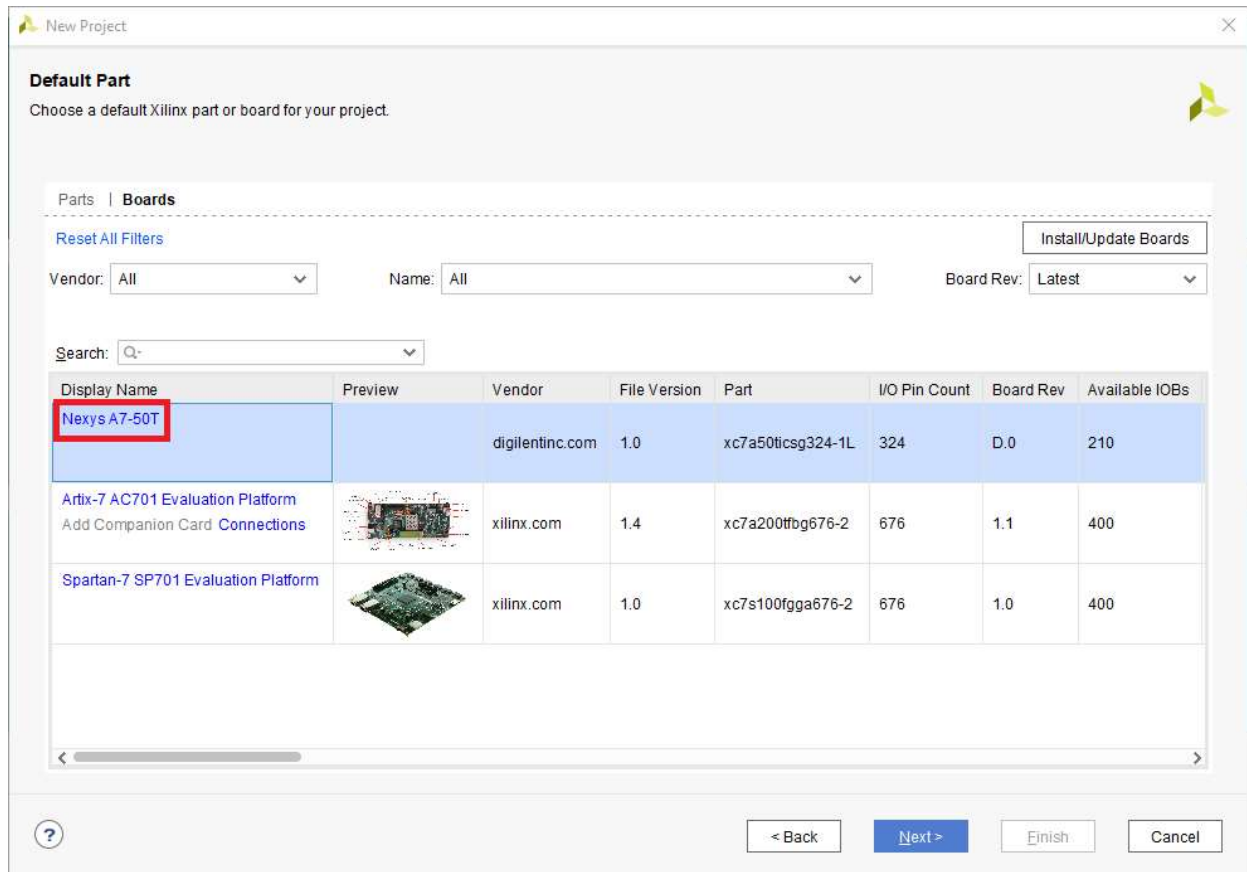 New Project
Default Part
Choose a default Xilinx part or board for your project.
Parts | Boards
Reset All Filters
Install/Update Boards
Vendor: All Name: All Board Rev: Latest
Search: Q-
Display Name Preview Vendor File Version Part I/O Pin Count Board Rev Available IOBs
Nexys A7-50T
digilentinc.com 1.0 xc7a50ticsg324-1L 324 D.0 210
Artix-7 AC701 Evaluation Platform
Add Companion Card Connections
xilinx.com 1.4 xc7a200tfbg676-2 676 1.1 400
Spartan-7 SP701 Evaluation Platform
xilinx.com 1.0 xc7s100fgga676-2 676 1.0 400
? < Back Next > Finish Cancel